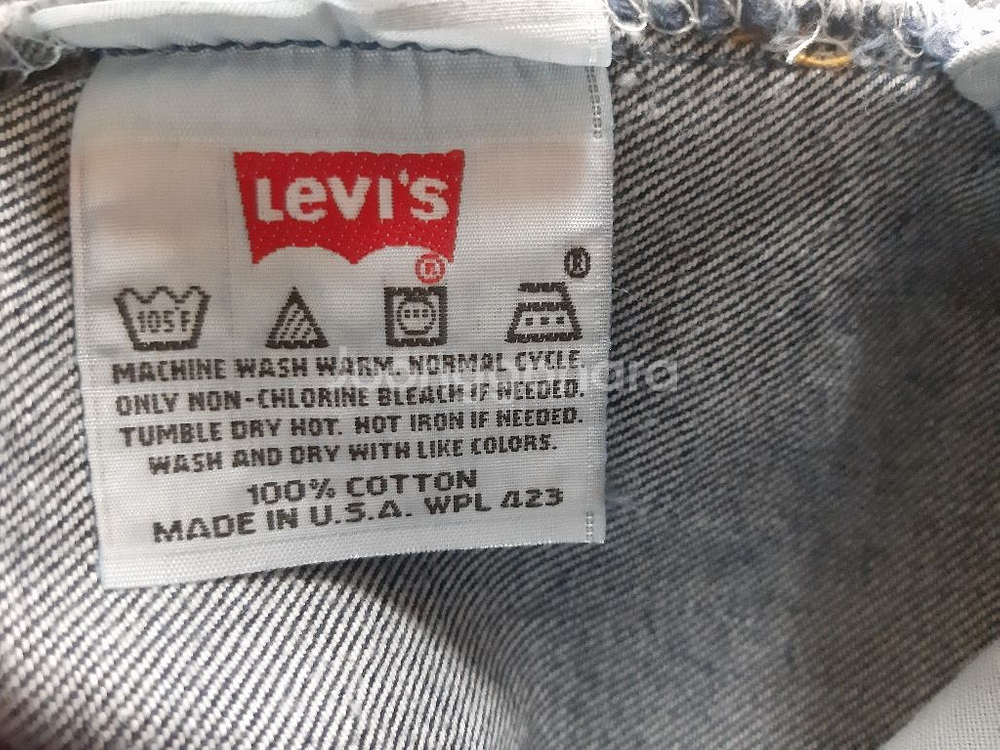 Levi's
®
®
105°F
MACHINE WASH WARM. NORMAL CYCLE.
ONLY NON-CHLORINE BLEACH IF NEEDED.
TUMBLE DRY HOT. HOT IRON IF NEEDED.
WASH AND DRY WITH LIKE COLORS.
100% COTTON
MADE IN U.S.A. WPL 423